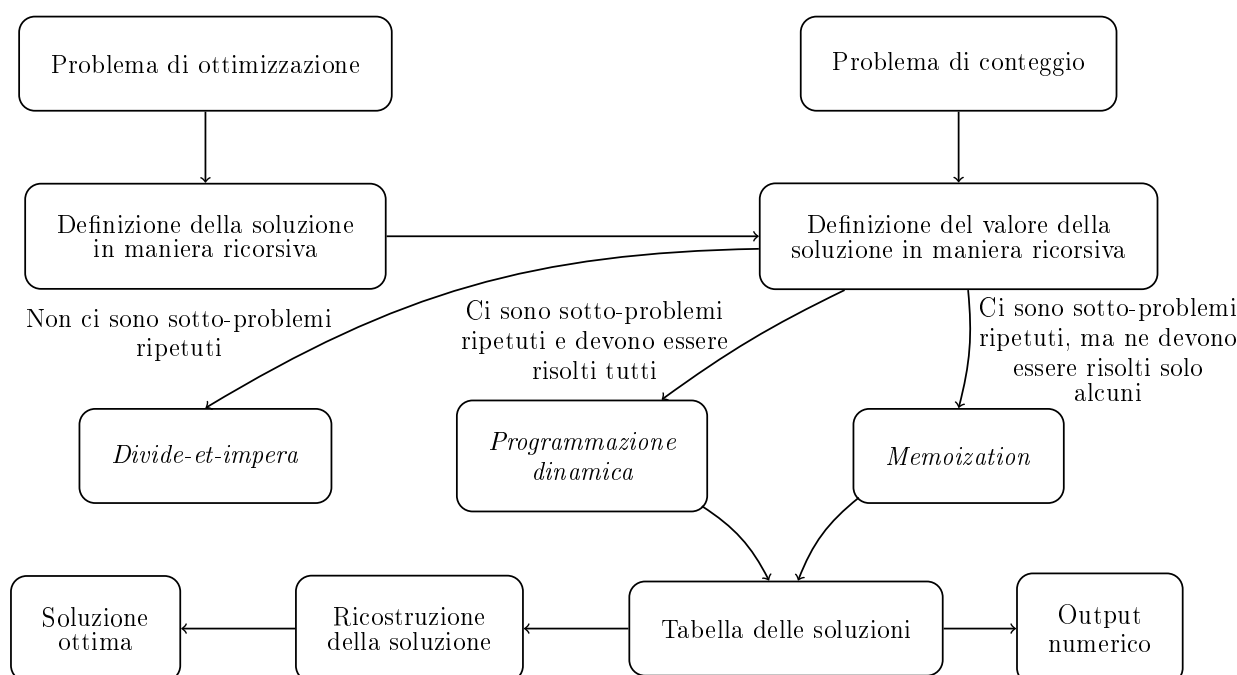 Problema di ottimizzazione
Problema di conteggio
Definizione della soluzione
in maniera ricorsiva
Definizione del valore della
soluzione in maniera ricorsiva
Non ci sono sotto-problemi
ripetuti
Ci sono sotto-problemi
ripetuti e devono essere
risolti tutti
Ci sono sotto-problemi
ripetuti, ma ne devono
essere risolti solo
alcuni
Divide-et-impera
Programmazione
dinamica
Memoization
Soluzione
ottima
Ricostruzione
della soluzione
Tabella delle soluzioni
Output
numerico